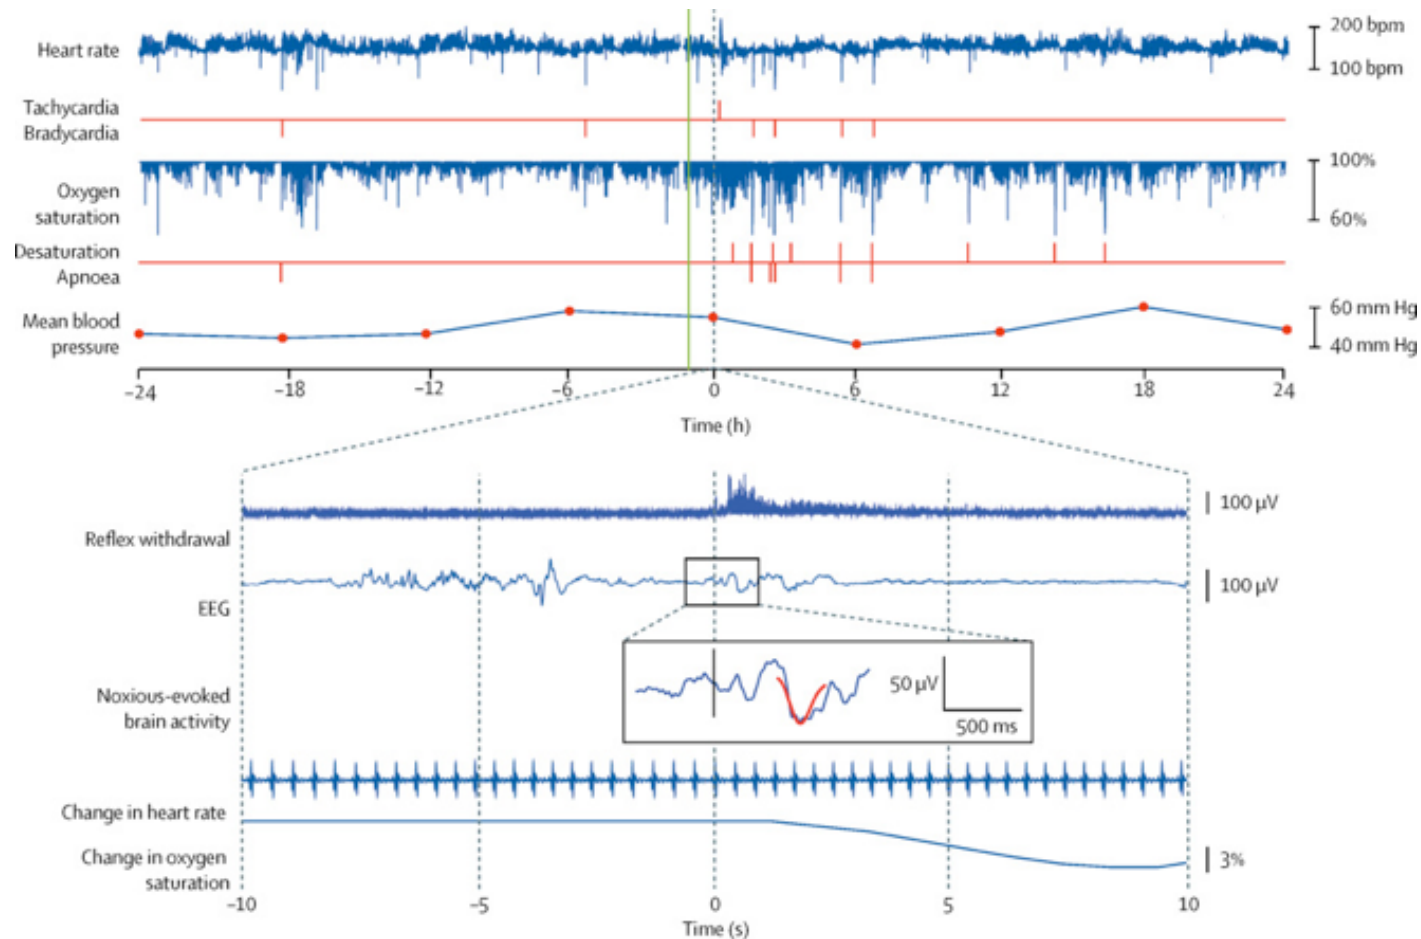 Heart rate
200 bpm
100 bpm
Tachycardia
Bradycardia
Oxygen
saturation
100%
60%
Desaturation
Apnoea
Mean blood
pressure
60 mm Hg
40 mm Hg
−24 −18 −12 −6 0 6 12 18 24
Time (h)
Reflex withdrawal
100 µV
EEG
100 µV
Noxious-evoked
brain activity
50 µV
500 ms
Change in heart rate
Change in oxygen
saturation
3%
−10 −5 0 5 10
Time (s)